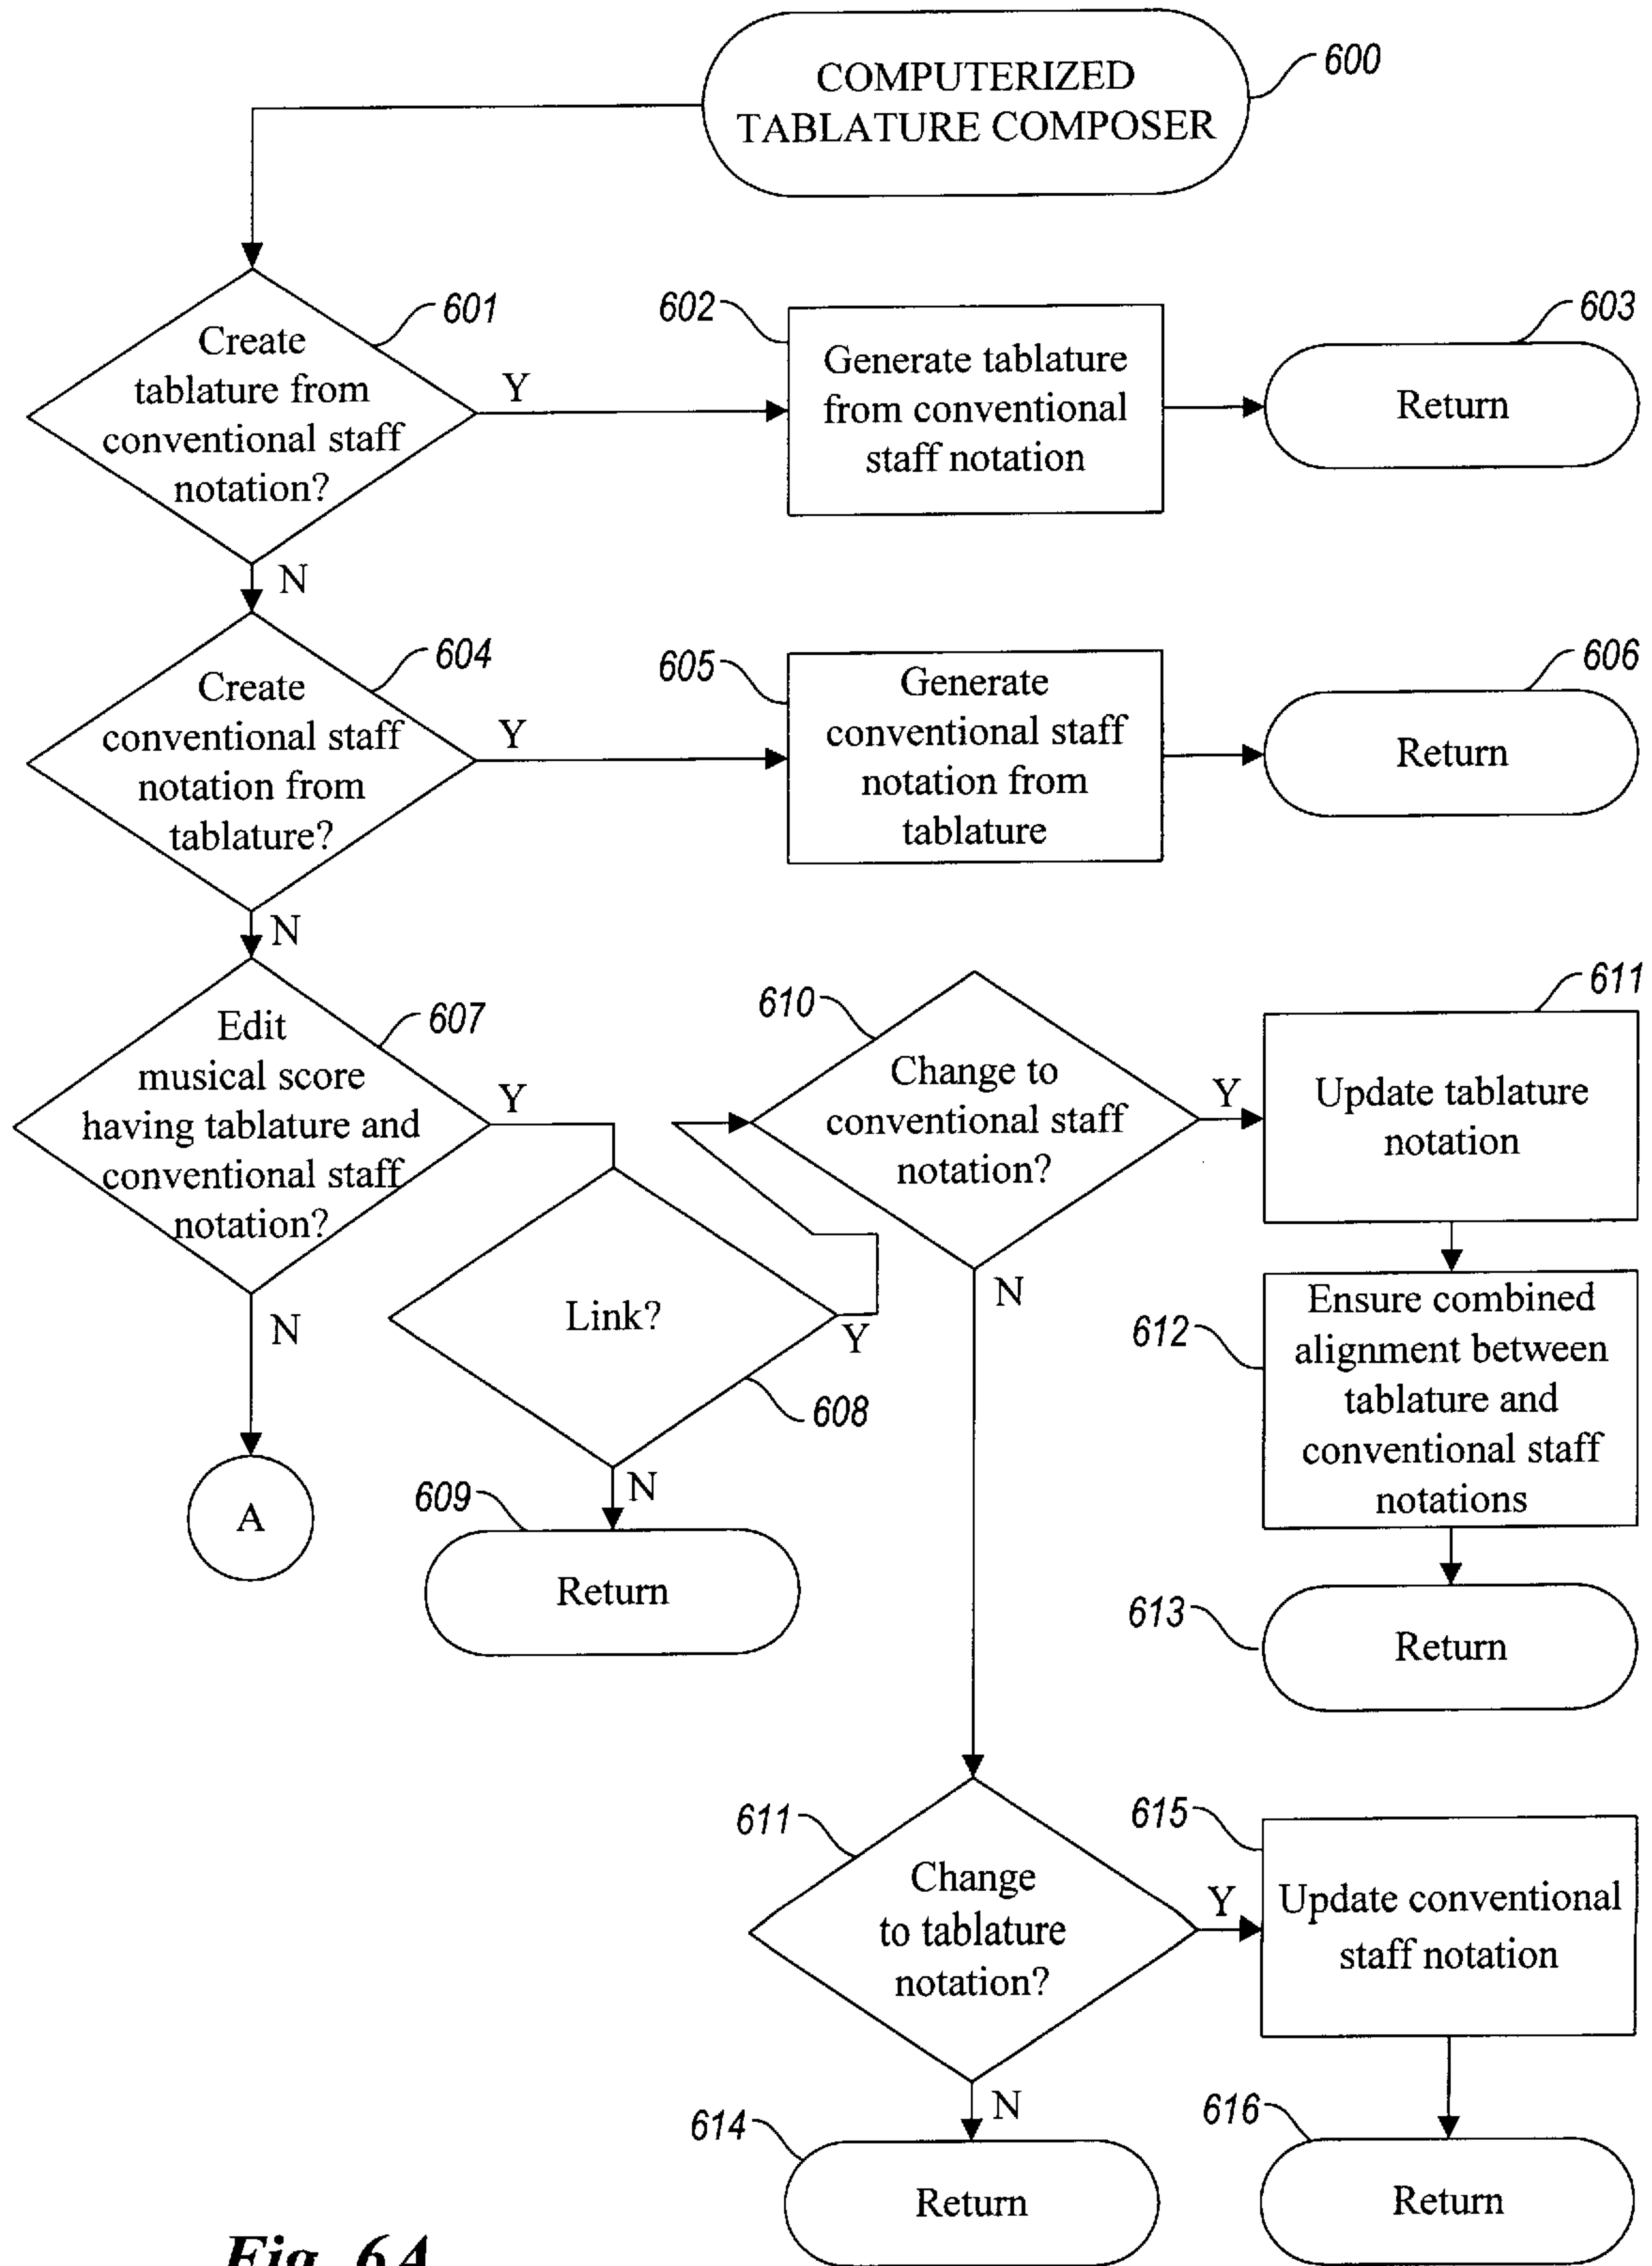 COMPUTERIZED
TABLATURE COMPOSER
600
601
Create
tablature from
conventional staff
notation?
Y
602
Generate tablature
from conventional
staff notation
603
Return
N
604
Create
conventional staff
notation from
tablature?
Y
605
Generate
conventional staff
notation from
tablature
606
Return
N
607
Edit
musical score
having tablature and
conventional staff
notation?
Y
N
A
Link?
608
Y
N
609
Return
610
Change to
conventional staff
notation?
Y
611
Update tablature
notation
612
Ensure combined
alignment between
tablature and
conventional staff
notations
613
Return
N
611
Change
to tablature
notation?
Y
615
Update conventional
staff notation
N
614
Return
616
Return
Fig. 6A